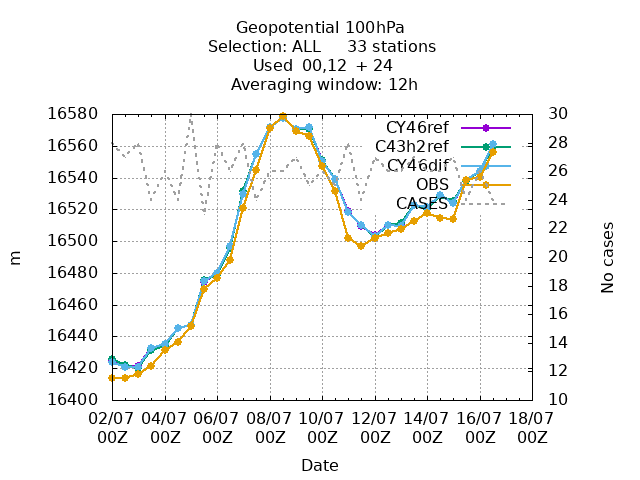 Geopotential 100hPa
Selection: ALL 33 stations
Used 00,12 + 24
Averaging window: 12h
16580
16560
16540
16520
16500
16480
16460
16440
16420
16400
m
CY46ref
C43h2ref
CY46dif
OBS
CASES
30
28
26
24
22
20
18
16
14
12
10
No cases
02/07 04/07 06/07 08/07 10/07 12/07 14/07 16/07 18/07
00Z 00Z 00Z 00Z 00Z 00Z 00Z 00Z 00Z
Date